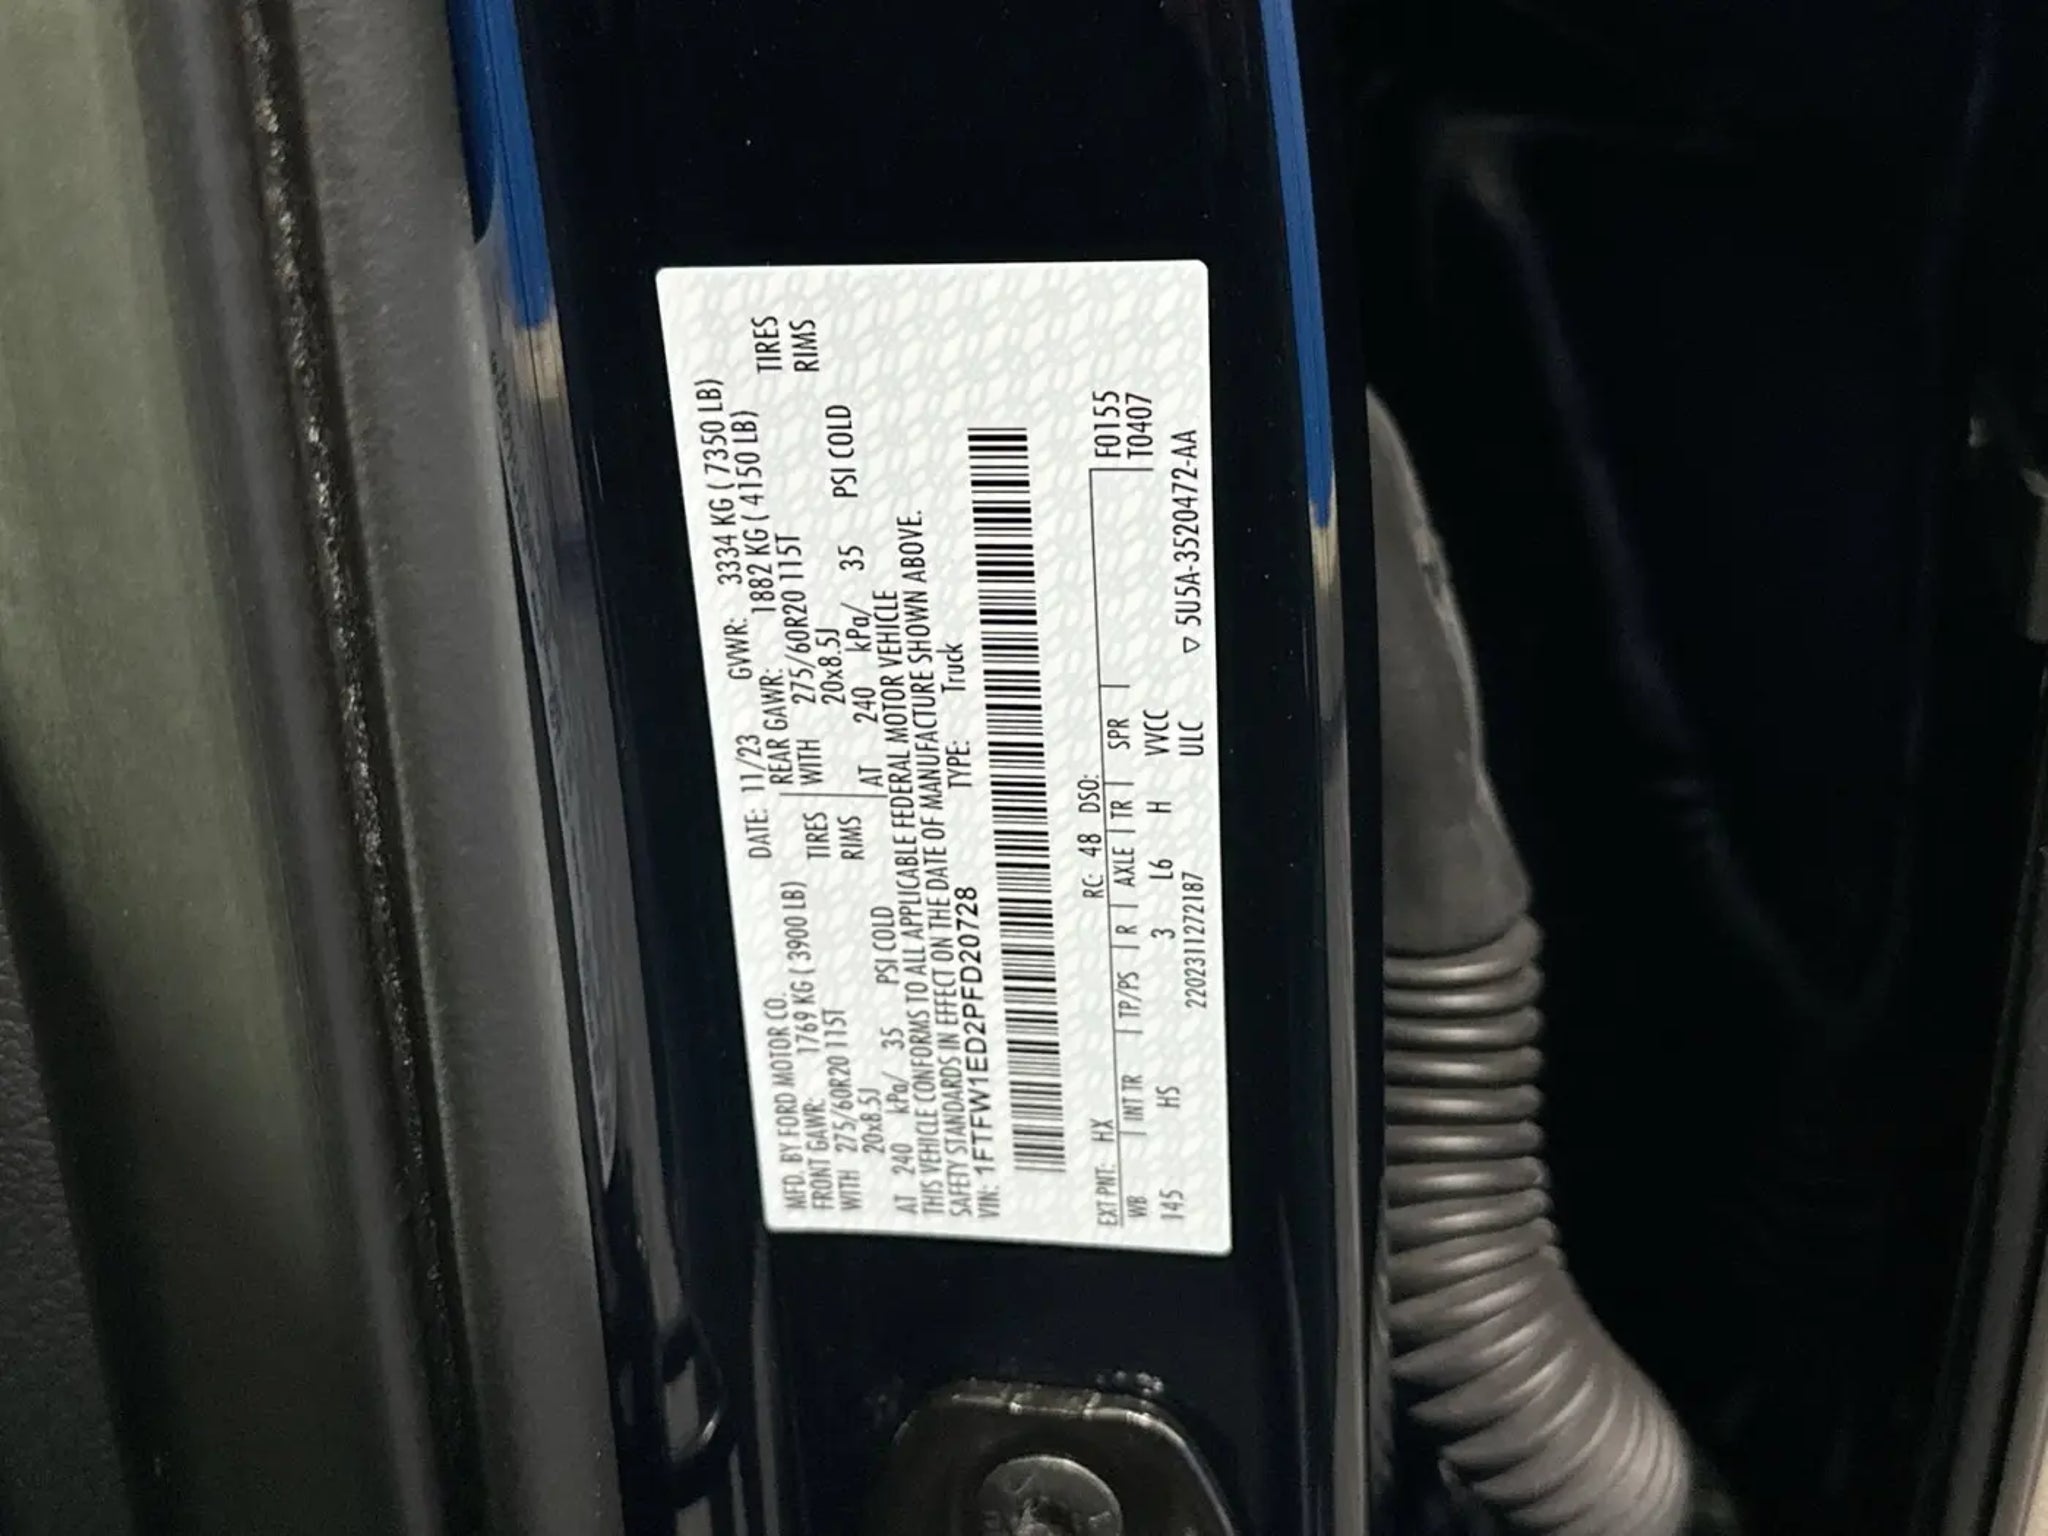 MFD. BY FORD MOTOR CO. DATE: 11/23 GVWR: 3334 KG ( 7350 LB)
FRONT GAWR: 1769 KG ( 3900 LB) REAR GAWR: 1882 KG ( 4150 LB)
WITH 275/60R20 115T TIRES WITH 275/60R20 115T TIRES
20x8.5J RIMS 20x8.5J RIMS
AT 240 kPa/ 35 PSI COLD AT 240 kPa/ 35 PSI COLD
THIS VEHICLE CONFORMS TO ALL APPLICABLE FEDERAL MOTOR VEHICLE
SAFETY STANDARDS IN EFFECT ON THE DATE OF MANUFACTURE SHOWN ABOVE.
VIN: 1FTFW1ED2PFD20728 TYPE: Truck
EXT PNT: HX RC: 48 DSO: F0155
WB INT TR TP/PS R AXLE TR SPR T0407
145 HS 3 L6 H VVCC
2202311272187 ULC ▽ 5U5A-3520472-AA